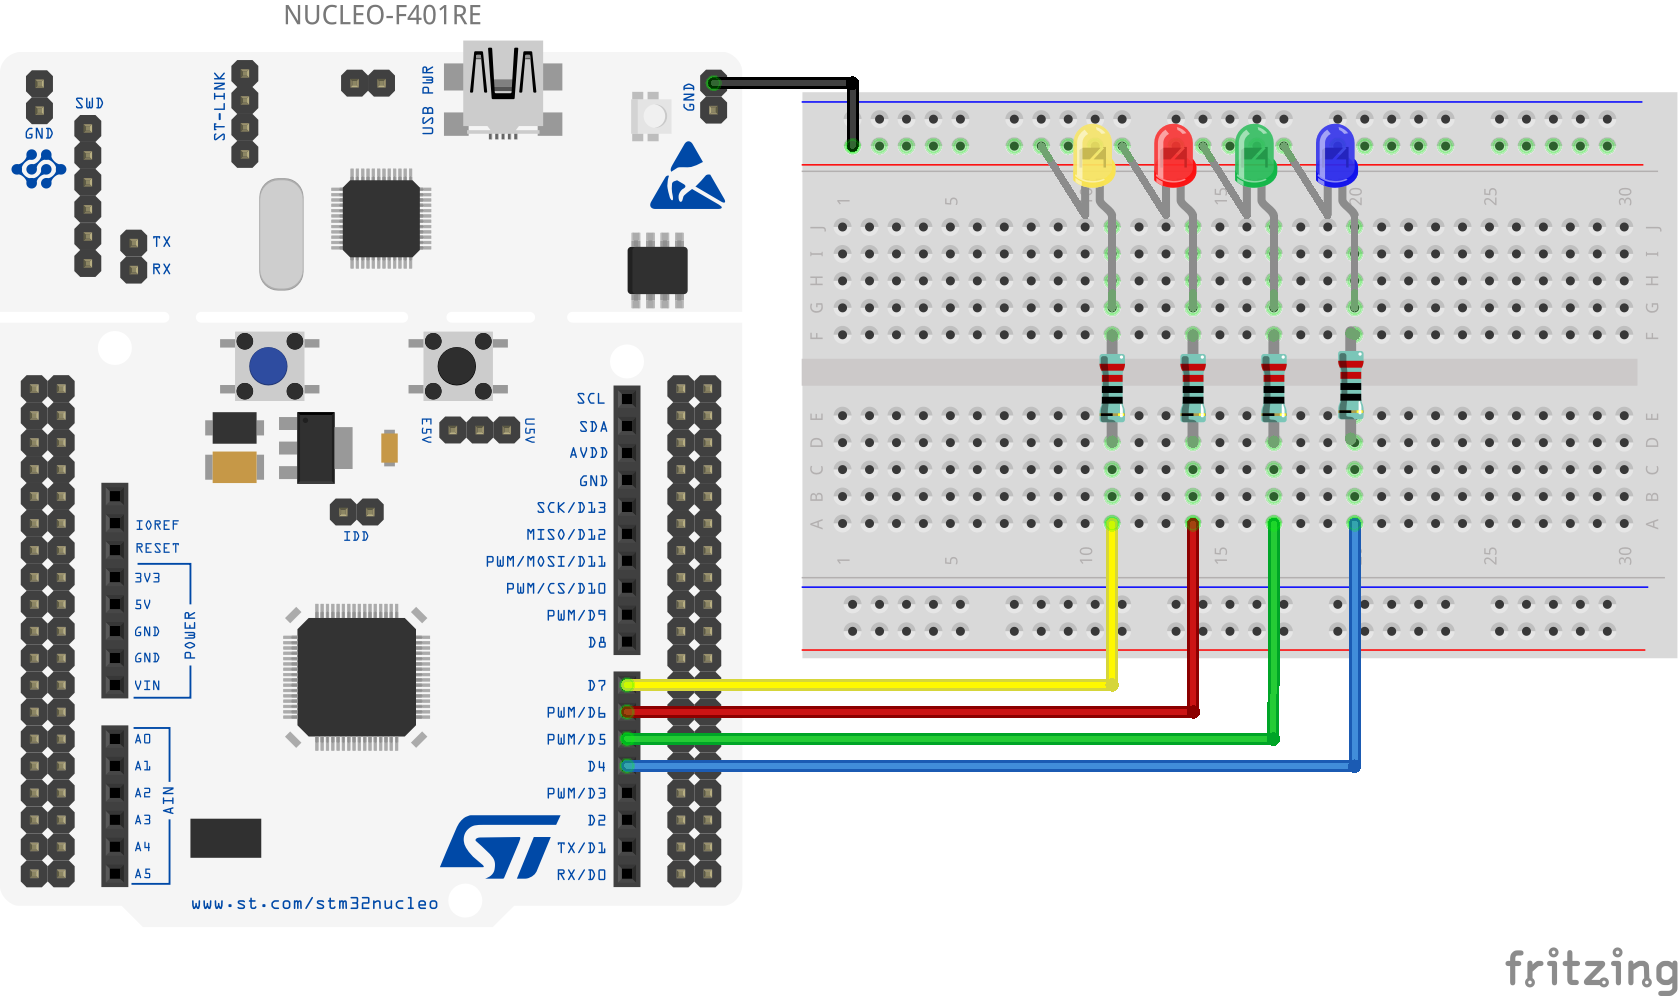 NUCLEO-F401RE
SWD
GND
ST-LINK
USB PWR
GND
TX
RX
E5V
U5V
IDD
IOREF
RESET
3V3
5V
GND
GND
VIN
POWER
A0
A1
A2
A3
A4
A5
AIN
SCL
SDA
AVDD
GND
SCK/D13
MISO/D12
PWM/MOSI/D11
PWM/CS/D10
PWM/D9
D8
D7
PWM/D6
PWM/D5
D4
PWM/D3
D2
TX/D1
RX/D0
ST
www.st.com/stm32nucleo
1 5 10 15 20 25 30
J J
I I
H H
G G
F F
E E
D D
C C
B B
A A
1 5 10 15 25 30
fritzing